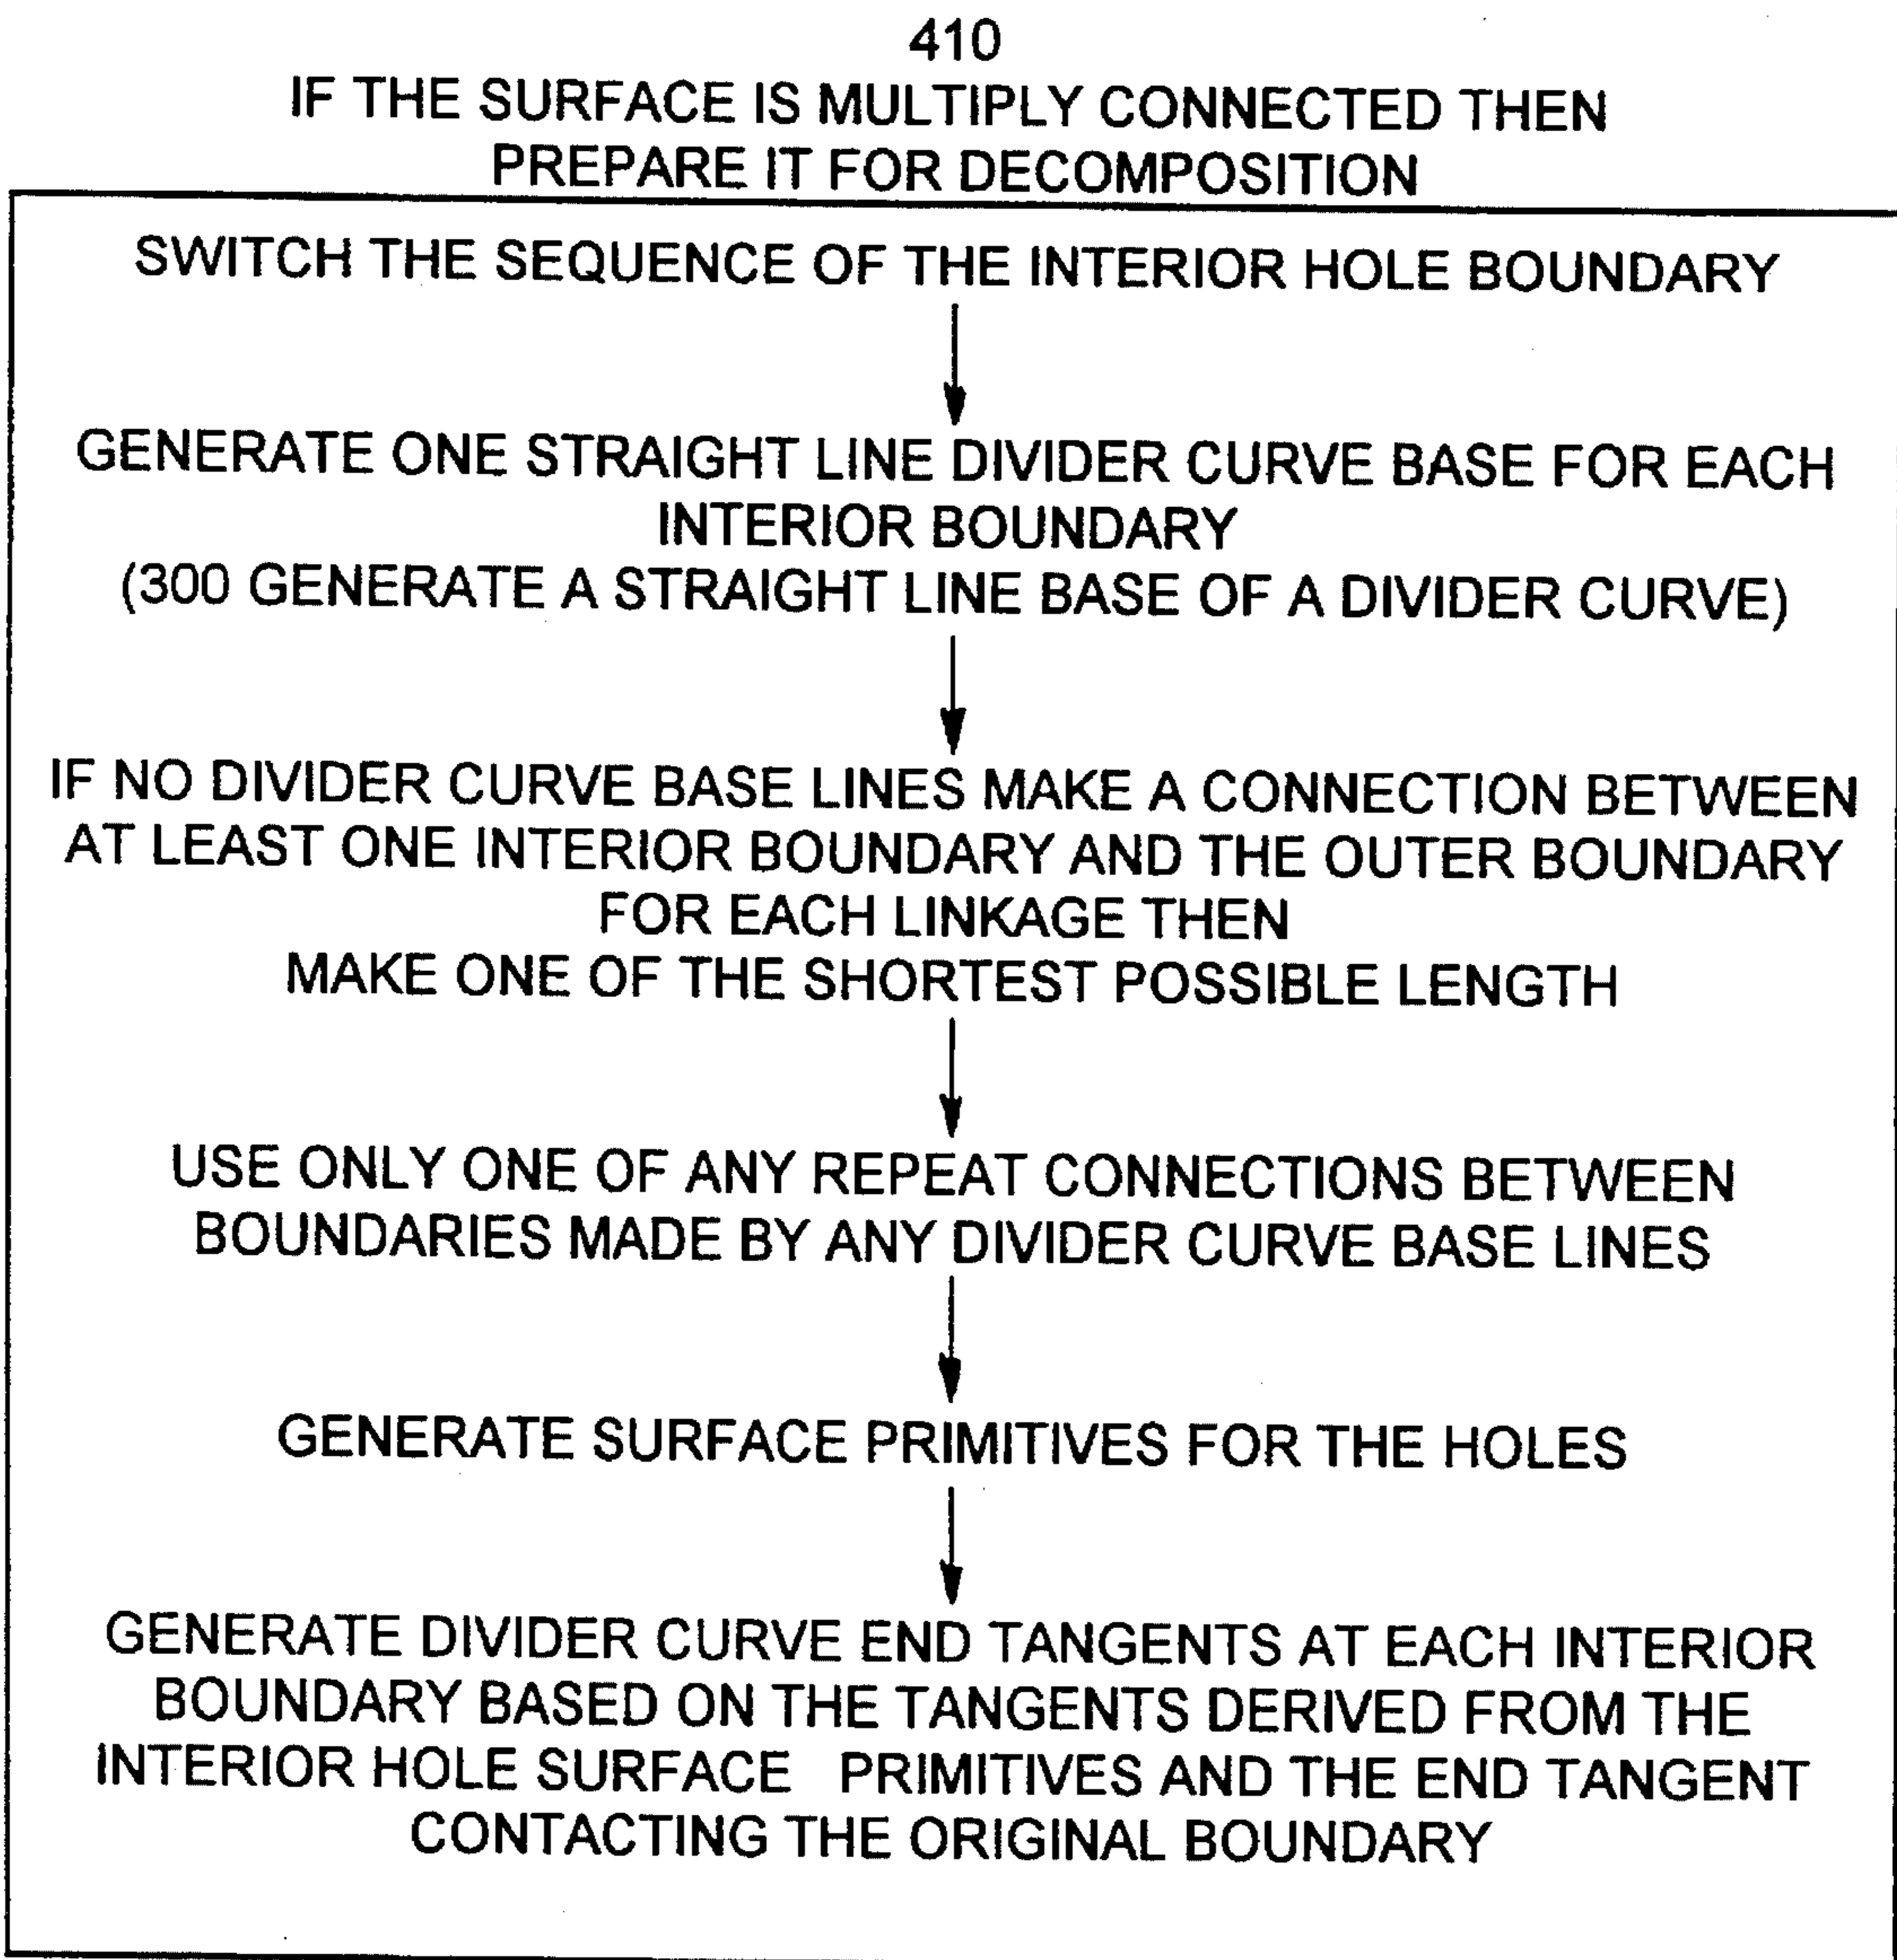 410
IF THE SURFACE IS MULTIPLY CONNECTED THEN
PREPARE IT FOR DECOMPOSITION
SWITCH THE SEQUENCE OF THE INTERIOR HOLE BOUNDARY
GENERATE ONE STRAIGHT LINE DIVIDER CURVE BASE FOR EACH
INTERIOR BOUNDARY
(300 GENERATE A STRAIGHT LINE BASE OF A DIVIDER CURVE)
IF NO DIVIDER CURVE BASE LINES MAKE A CONNECTION BETWEEN
AT LEAST ONE INTERIOR BOUNDARY AND THE OUTER BOUNDARY
FOR EACH LINKAGE THEN
MAKE ONE OF THE SHORTEST POSSIBLE LENGTH
USE ONLY ONE OF ANY REPEAT CONNECTIONS BETWEEN
BOUNDARIES MADE BY ANY DIVIDER CURVE BASE LINES
GENERATE SURFACE PRIMITIVES FOR THE HOLES
GENERATE DIVIDER CURVE END TANGENTS AT EACH INTERIOR
BOUNDARY BASED ON THE TANGENTS DERIVED FROM THE
INTERIOR HOLE SURFACE PRIMITIVES AND THE END TANGENT
CONTACTING THE ORIGINAL BOUNDARY